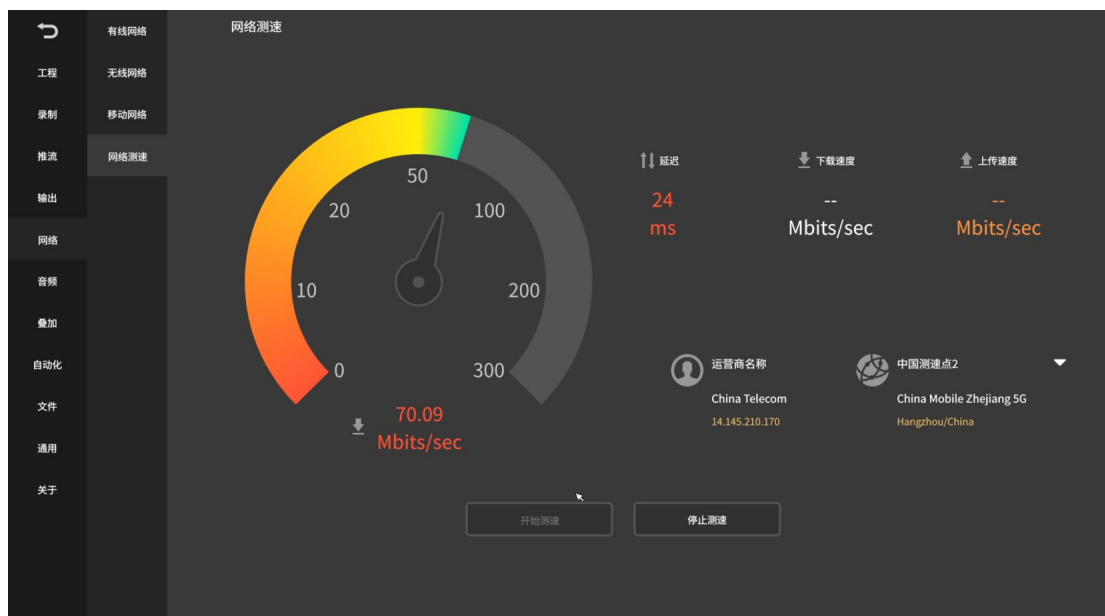 工程
录制
推流
输出
网络
音频
叠加
自动化
文件
通用
关于
有线网络
无线网络
移动网络
网络测速
网络测速
0
10
20
50
100
200
300
70.09
Mbits/sec
延迟
24
ms
下载速度
--
Mbits/sec
上传速度
--
Mbits/sec
运营商名称
China Telecom
14.145.210.170
中国测速点2
China Mobile Zhejiang 5G
Hangzhou/China
开始测速
停止测速